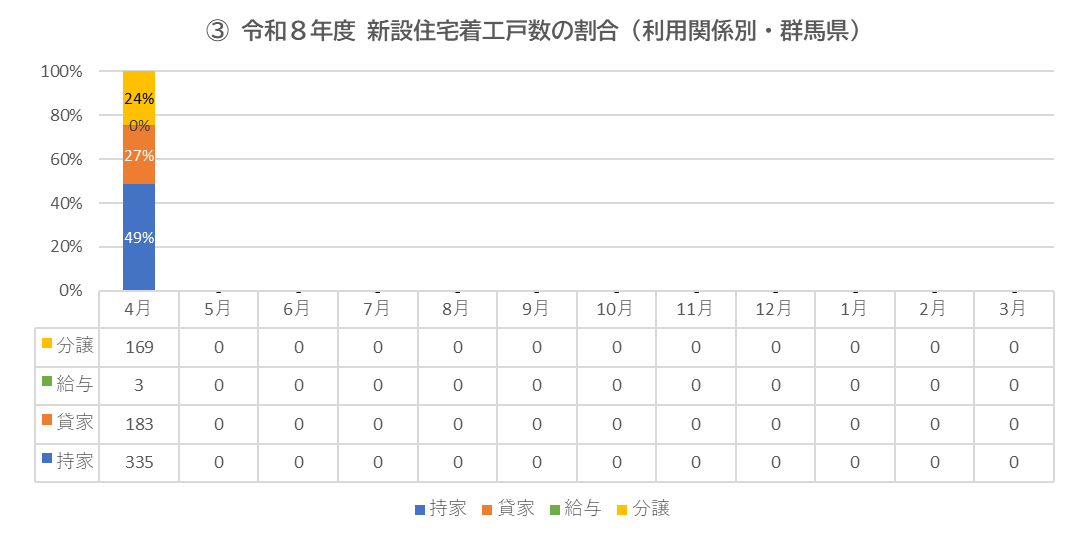 ③ 令和８年度 新設住宅着工戸数の割合（利用関係別・群馬県）
100%
80%
60%
40%
20%
0%
24%
0%
27%
49%
- - - - - - - - - - -
4月 5月 6月 7月 8月 9月 10月 11月 12月 1月 2月 3月
分譲 169 0 0 0 0 0 0 0 0 0 0 0
給与 3 0 0 0 0 0 0 0 0 0 0 0
貸家 183 0 0 0 0 0 0 0 0 0 0 0
持家 335 0 0 0 0 0 0 0 0 0 0 0
持家 貸家 給与 分譲